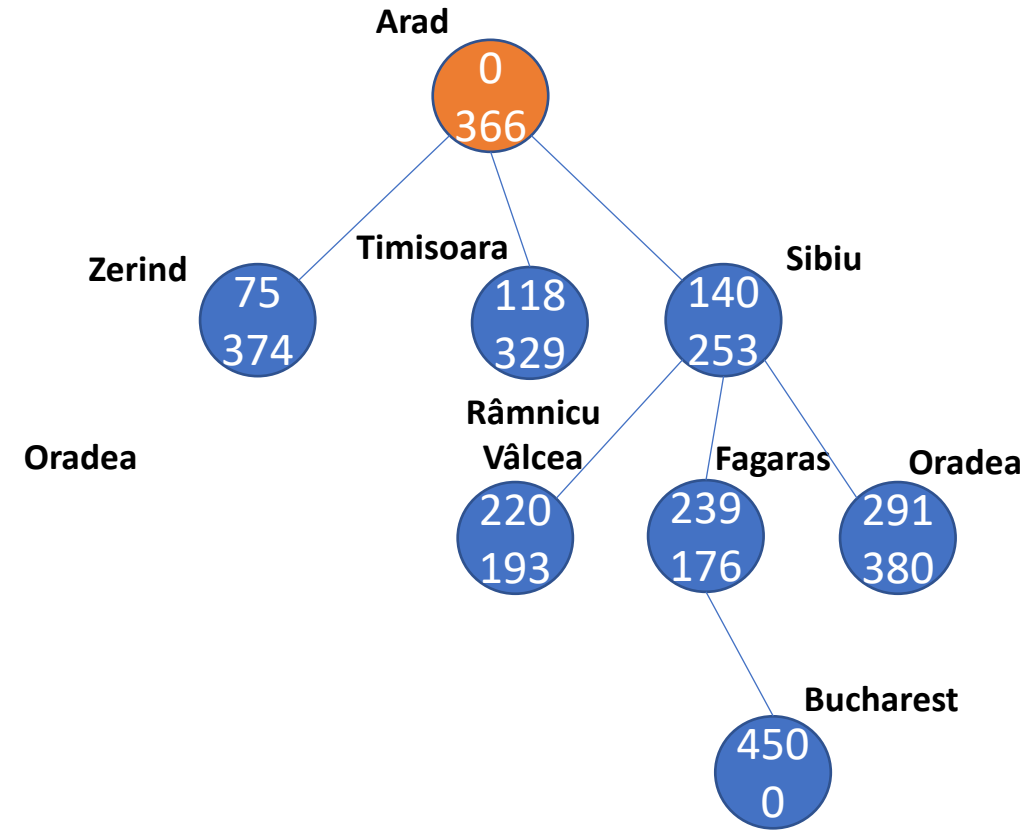 Arad
0
366
Zerind
75
374
Timisoara
118
329
Sibiu
140
253
Oradea
Râmnicu
Vâlcea
220
193
Fagaras
239
176
Oradea
291
380
Bucharest
450
0